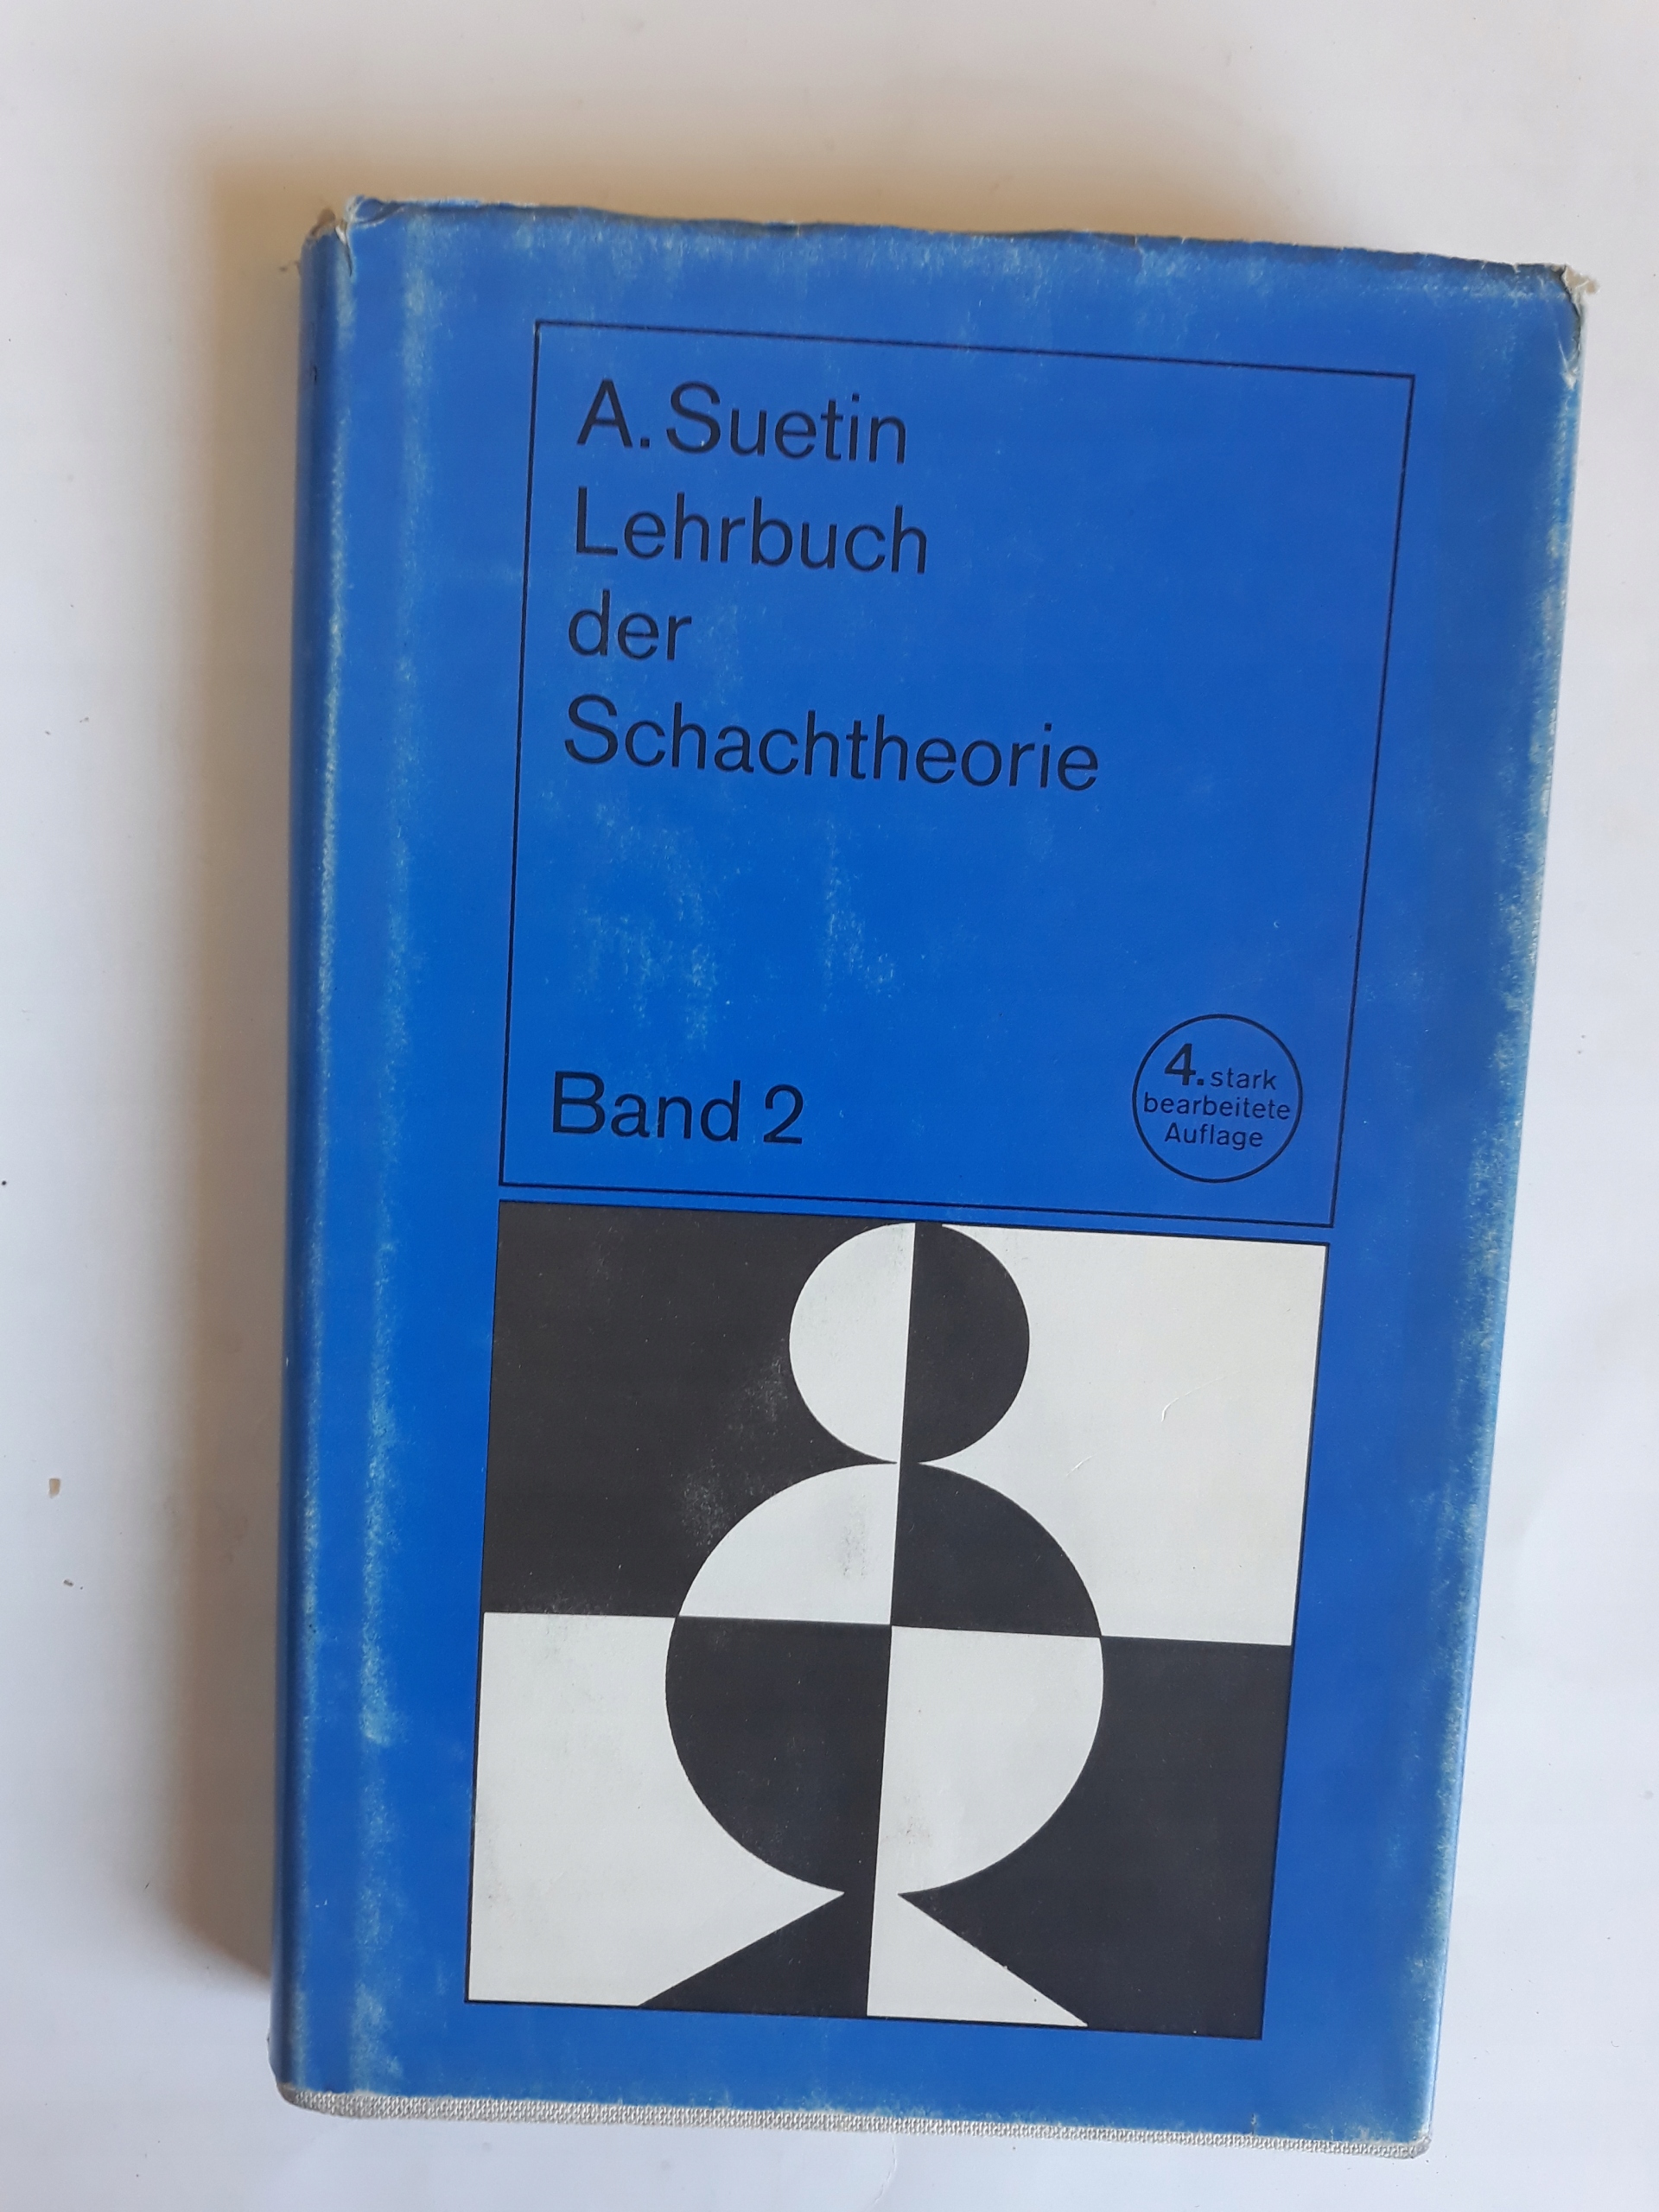 A. Suetin
Lehrbuch
der
Schachtheorie
Band 2
4. stark
bearbeitete
Auflage